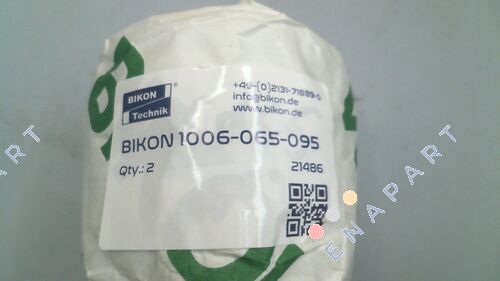 BIKON
Technik
+49-(0)2131-71889-0
info@bikon.de
www.bikon.de
BIKON 1006-065-095
Qty.: 2
21486
ENAPART